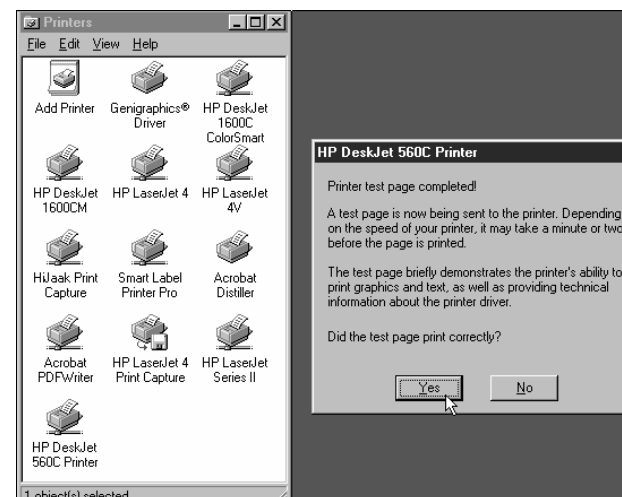 Printers
File Edit View Help
Add Printer
Genigraphics®
Driver
HP DeskJet
1600C
ColorSmart
HP DeskJet
1600CM
HP LaserJet 4
HP LaserJet
4V
HiJaak Print
Capture
Smart Label
Printer Pro
Acrobat
Distiller
Acrobat
PDFWriter
HP LaserJet 4
Print Capture
HP LaserJet
Series II
HP DeskJet
560C Printer
1 object(s) selected
HP DeskJet 560C Printer
Printer test page completed!
A test page is now being sent to the printer. Depending
on the speed of your printer, it may take a minute or two
before the page is printed.
The test page briefly demonstrates the printer's ability to
print graphics and text, as well as providing technical
information about the printer driver.
Did the test page print correctly?
Yes
No